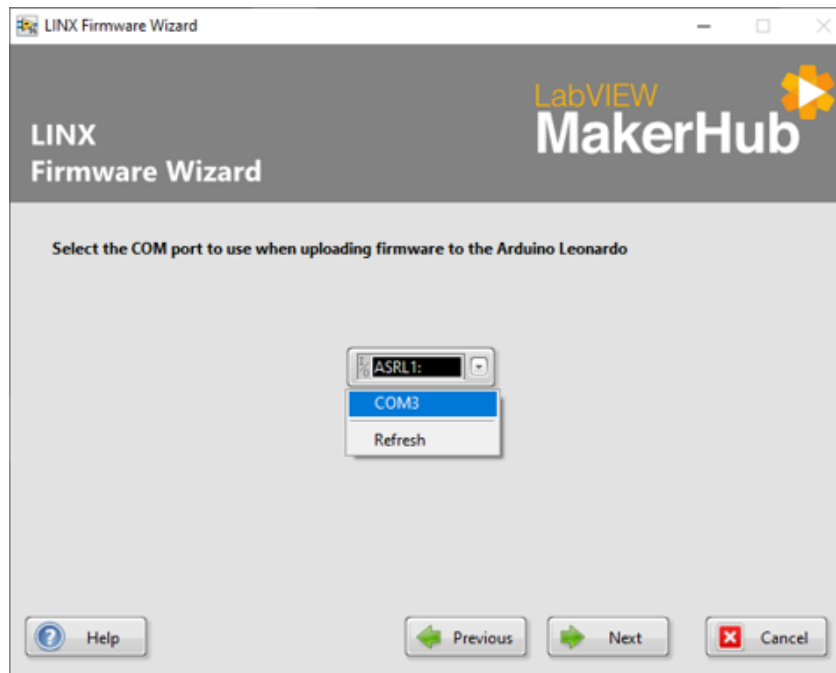 LINX Firmware Wizard
LabVIEW
MakerHub
LINX
Firmware Wizard
Select the COM port to use when uploading firmware to the Arduino Leonardo
I/O ASRL1:
COM3
Refresh
Help
Previous
Next
Cancel